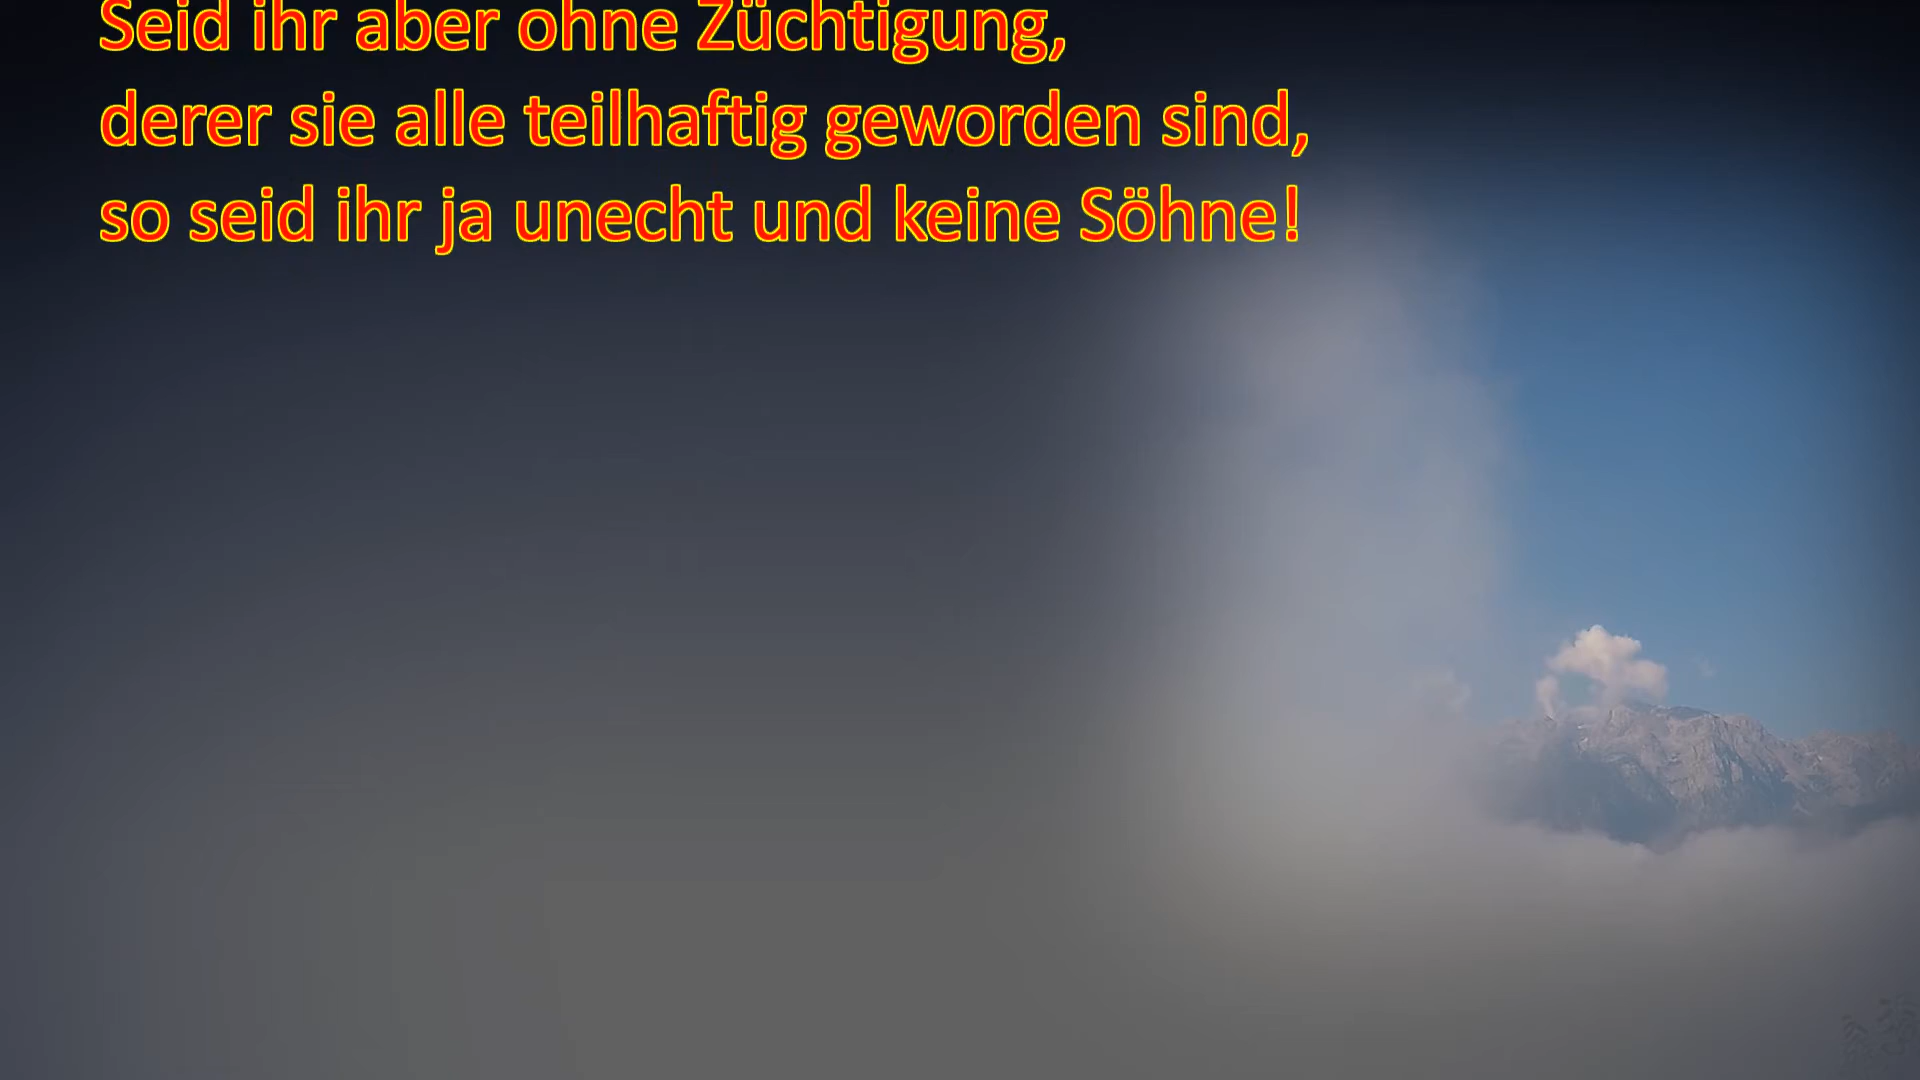 Seid ihr aber ohne Züchtigung,
derer sie alle teilhaftig geworden sind,
so seid ihr ja unecht und keine Söhne!